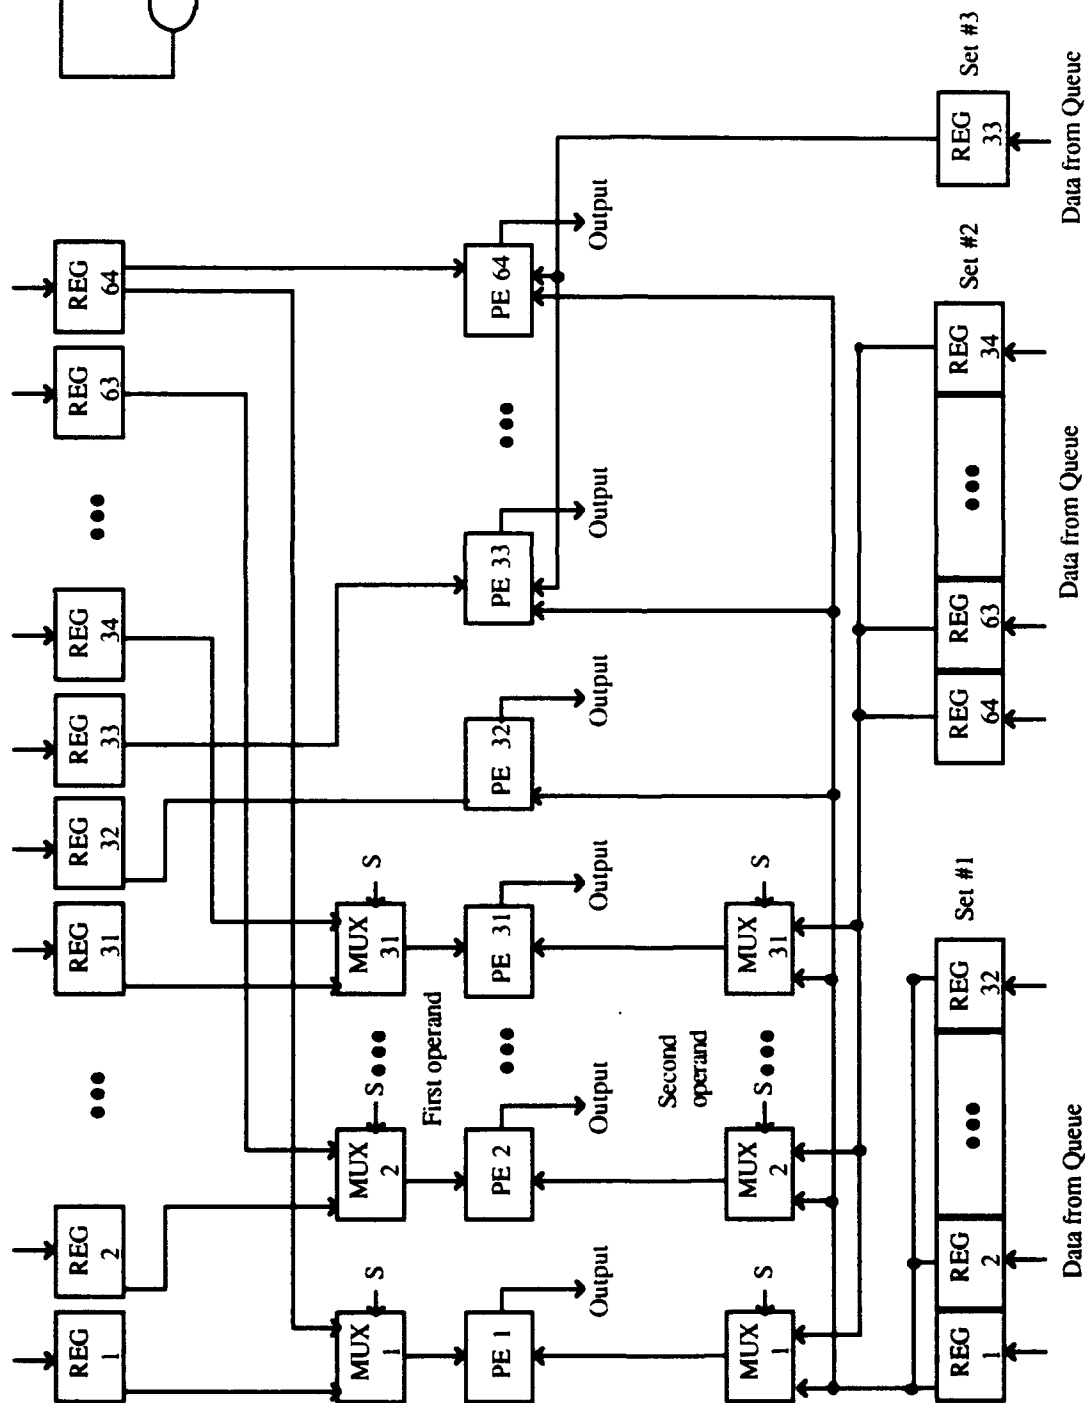 REG
1
REG
2
•••
REG
31
REG
32
REG
33
REG
34
•••
REG
63
REG
64
MUX
1
S
MUX
2
S
•••
MUX
31
S
First operand
PE 1
PE 2
•••
PE 31
PE 32
PE 33
•••
PE 64
Output
Output
Output
Output
Output
Output
Second
operand
MUX
1
S
MUX
2
S
•••
MUX
31
S
Set #1
Set #2
Set #3
REG
1
REG
2
•••
REG
32
REG
64
REG
63
•••
REG
34
REG
33
Data from Queue
Data from Queue
Data from Queue